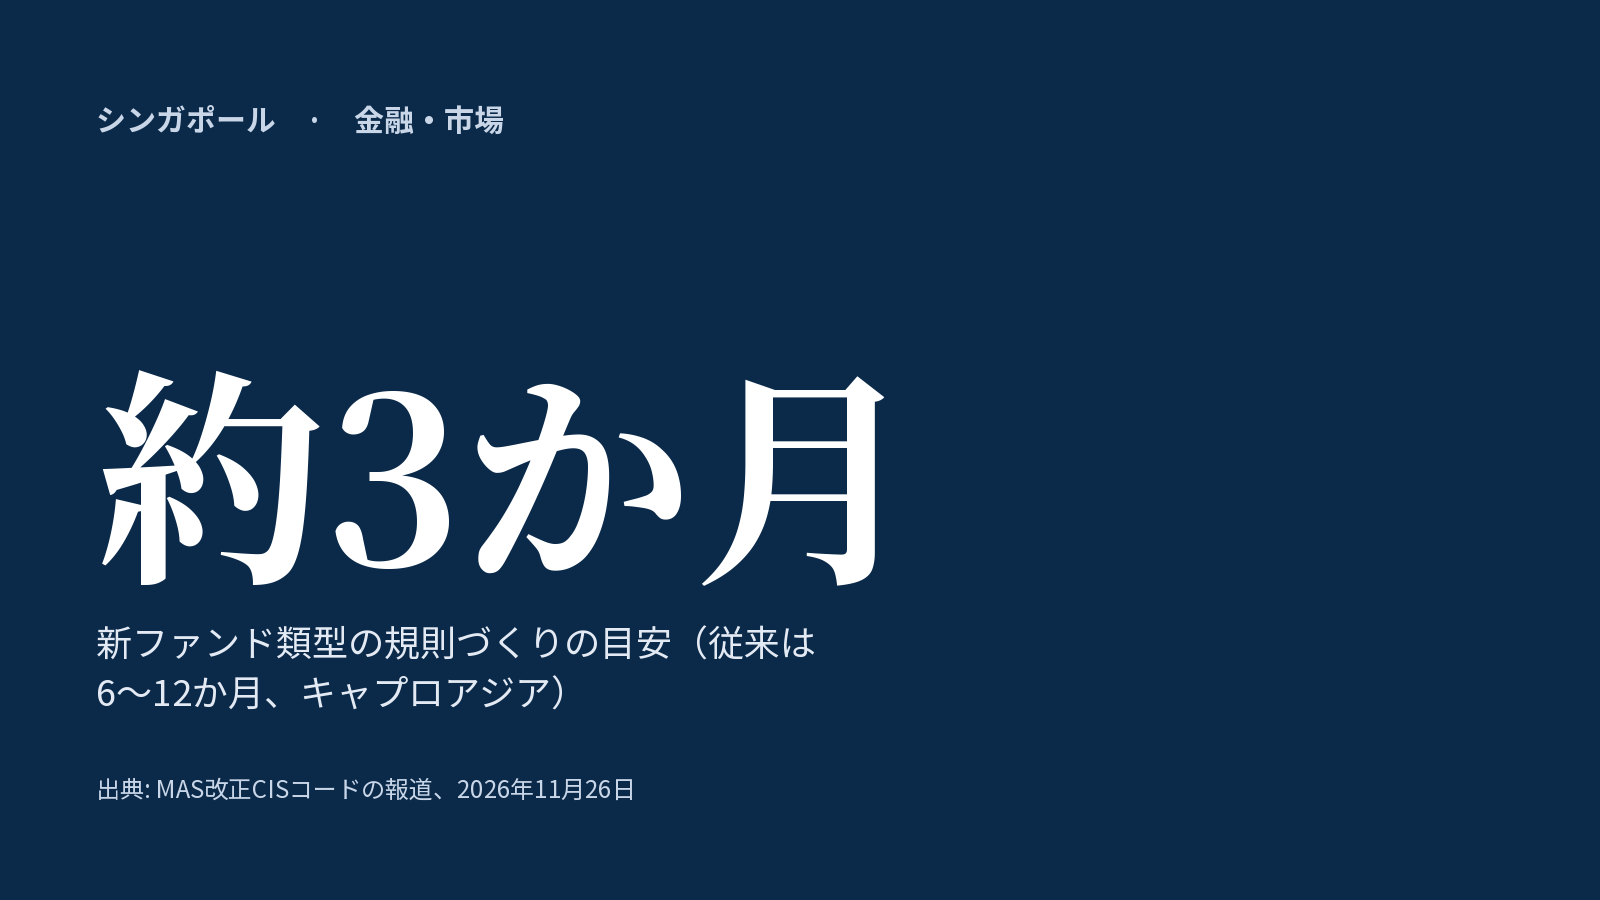 シンガポール · 金融・市場
約3か月
新ファンド類型の規則づくりの目安（従来は
6〜12か月、キャプロアジア）
出典: MAS改正CISコードの報道、2026年11月26日